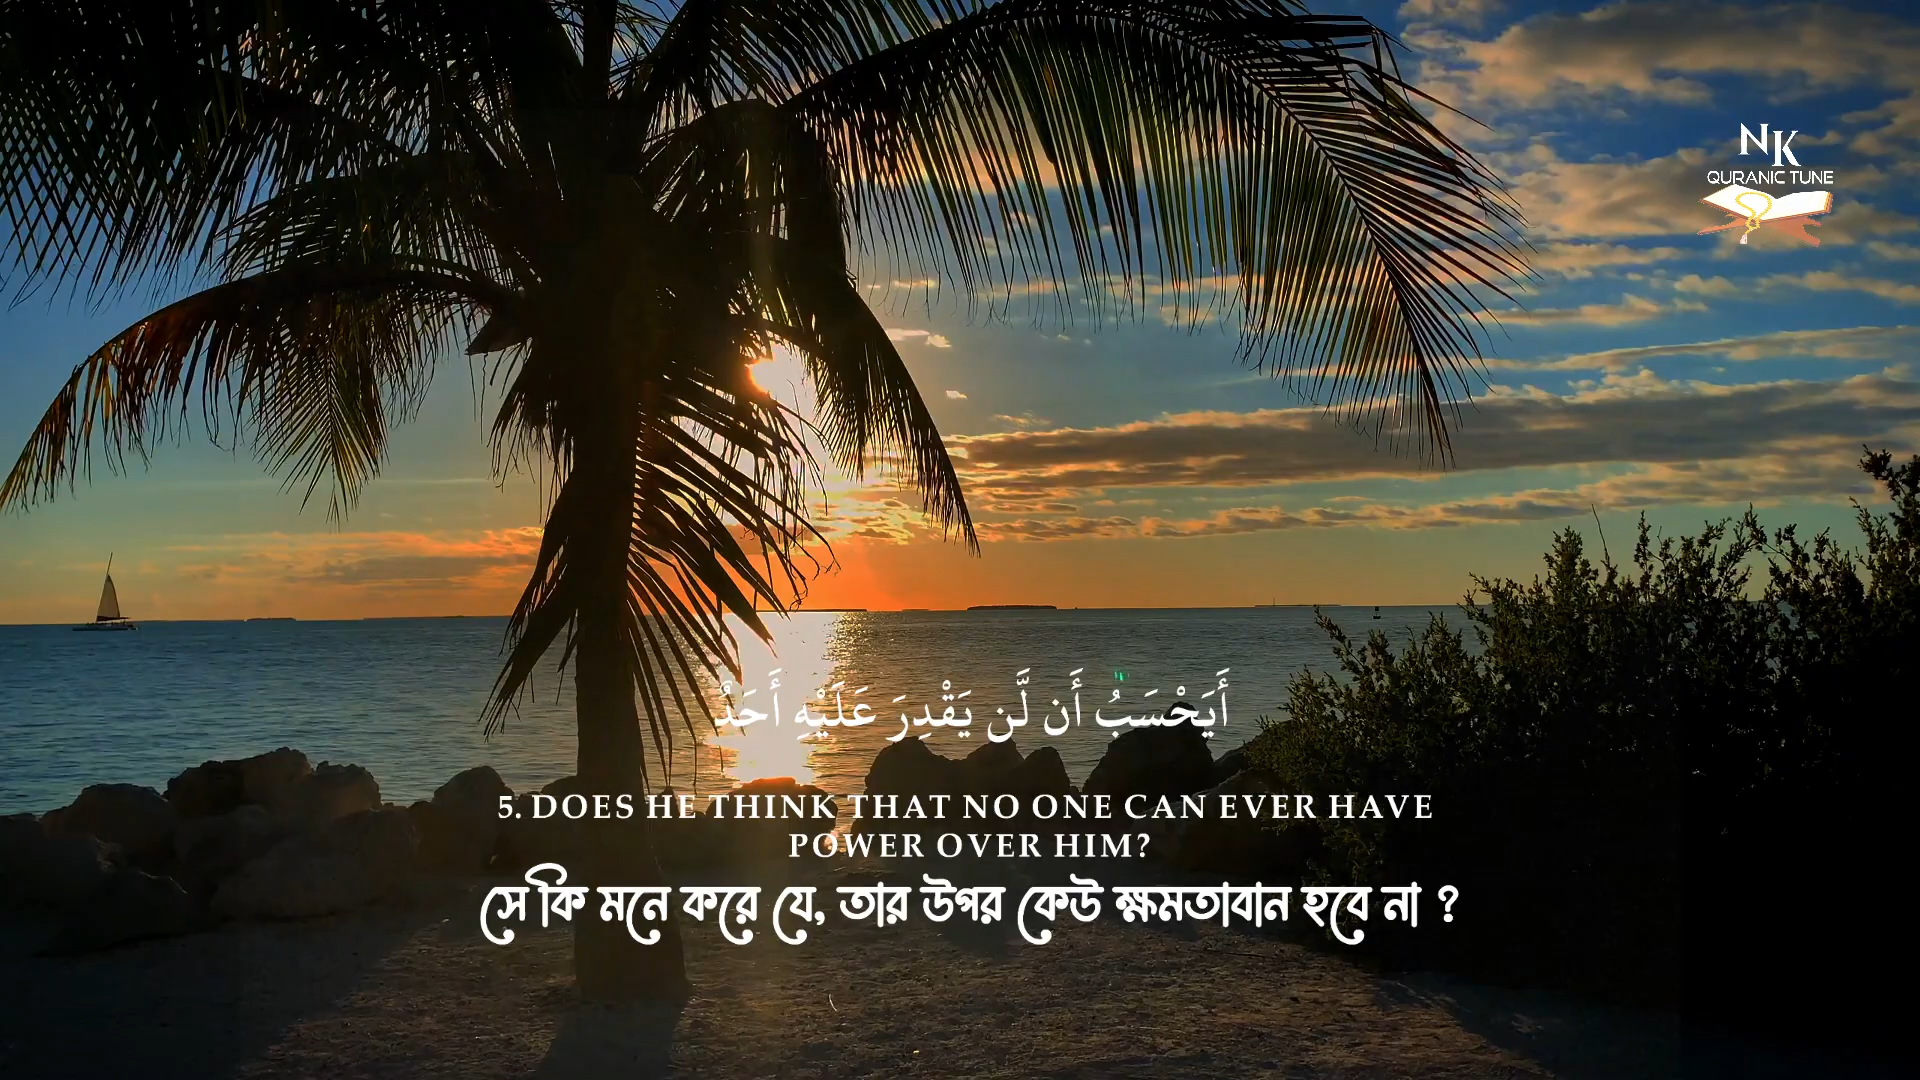 NK
QURANIC TUNE
أَيَحْسَبُ أَن لَّن يَقْدِرَ عَلَيْهِ أَحَدٌ
5. DOES HE THINK THAT NO ONE CAN EVER HAVE
POWER OVER HIM?
সে কি মনে করে যে, তার উপর কেউ ক্ষমতাবান হবে না ?